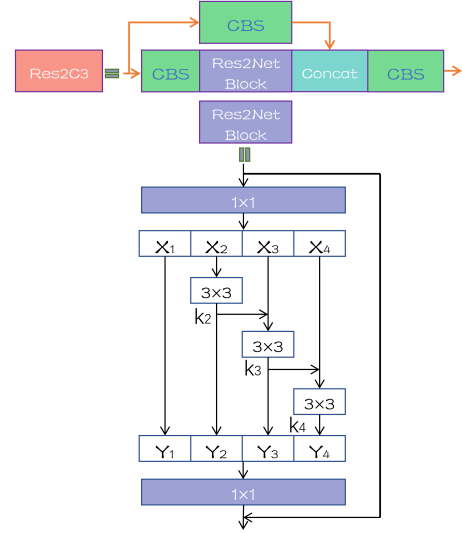 CBS
Res2C3
CBS
Res2Net
Block
Concat
CBS
Res2Net
Block
1×1
X1
X2
X3
X4
3×3
k2
3×3
k3
3×3
k4
Y1
Y2
Y3
Y4
1×1